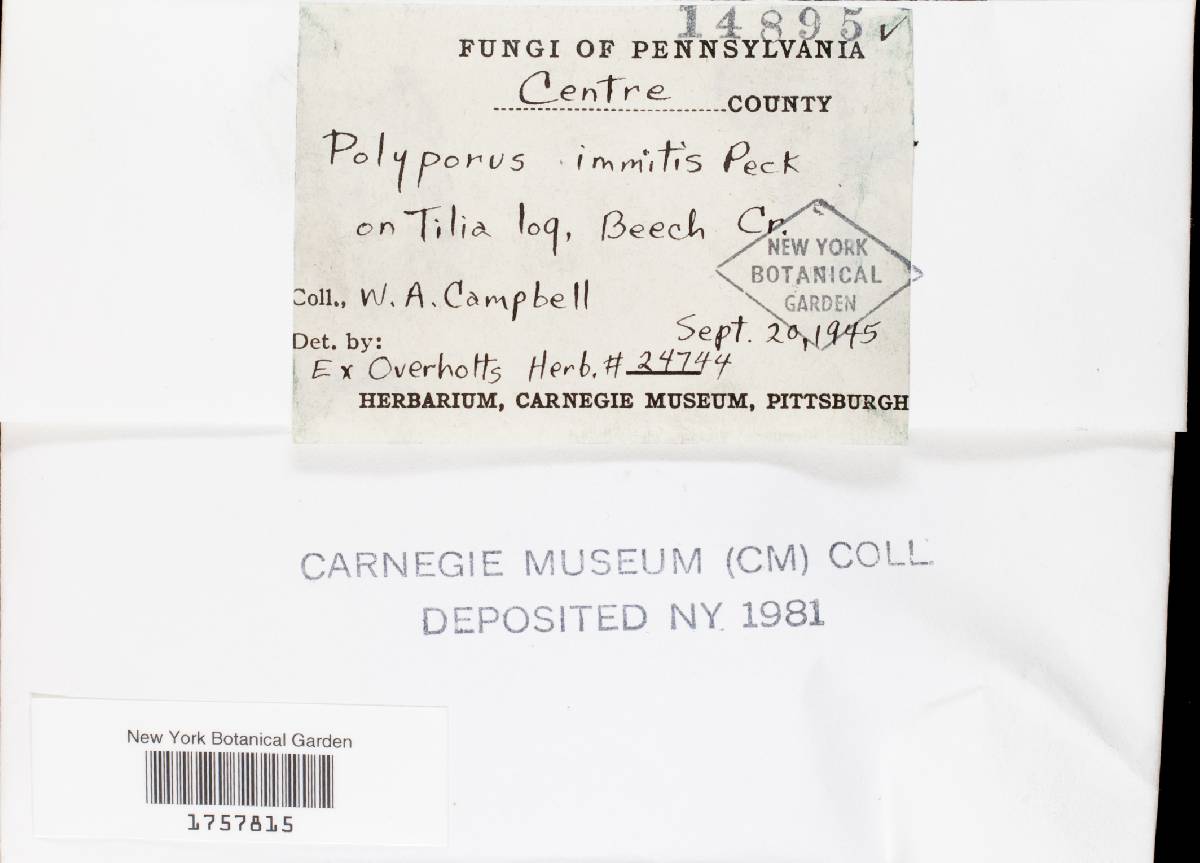 14895 ✓
FUNGI OF PENNSYLVANIA
Centre COUNTY
Polyporus immitis Peck
on Tilia log, Beech Cr.
NEW YORK
BOTANICAL
GARDEN
Coll., W. A. Campbell
Sept. 20, 1945
Det. by:
Ex Overholts Herb. # 24744
HERBARIUM, CARNEGIE MUSEUM, PITTSBURGH
CARNEGIE MUSEUM (CM) COLL.
DEPOSITED NY 1981
New York Botanical Garden
1757815